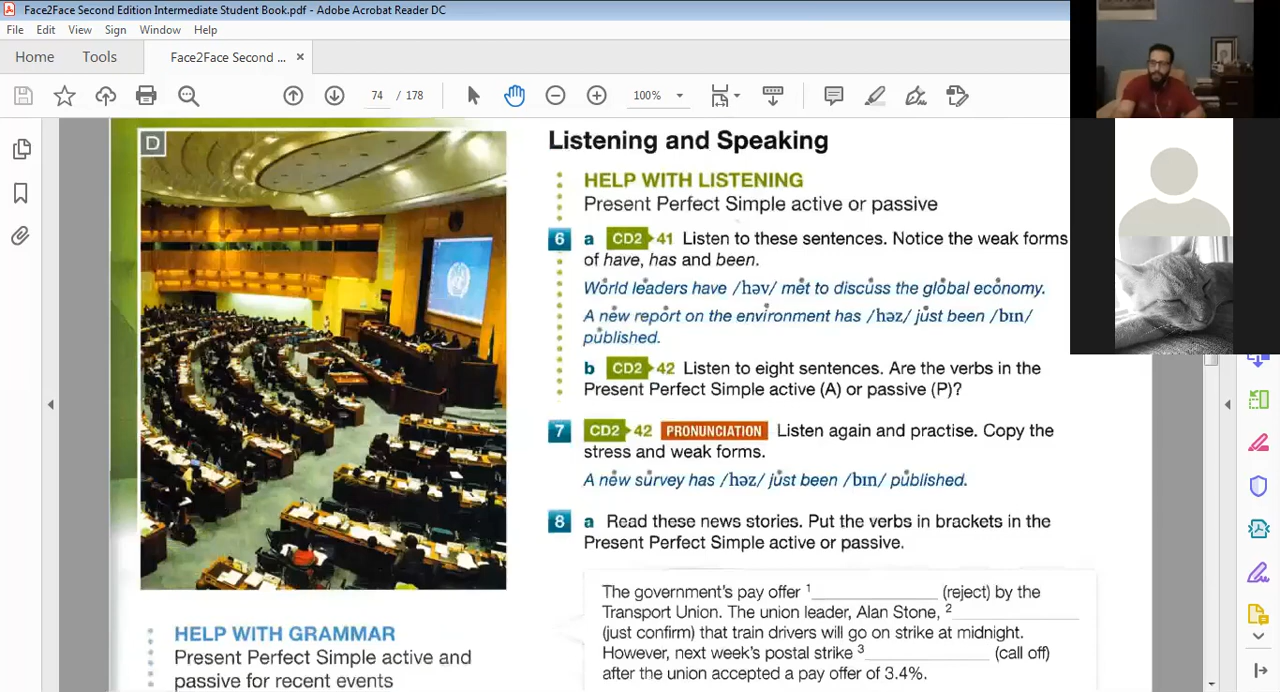 Face2Face Second Edition Intermediate Student Book.pdf - Adobe Acrobat Reader DC
File Edit View Sign Window Help
Home Tools Face2Face Second ... ×
74 / 178 100%
D
Listening and Speaking
HELP WITH LISTENING
Present Perfect Simple active or passive
6 a CD2 41 Listen to these sentences. Notice the weak forms
of have, has and been.
World leaders have /həv/ met to discuss the global economy.
A new report on the environment has /həz/ just been /bɪn/
published.
b CD2 42 Listen to eight sentences. Are the verbs in the
Present Perfect Simple active (A) or passive (P)?
7 CD2 42 PRONUNCIATION Listen again and practise. Copy the
stress and weak forms.
A new survey has /həz/ just been /bɪn/ published.
8 a Read these news stories. Put the verbs in brackets in the
Present Perfect Simple active or passive.
The government's pay offer 1 ____________ (reject) by the
Transport Union. The union leader, Alan Stone, 2 ____________
(just confirm) that train drivers will go on strike at midnight.
However, next week's postal strike 3 ____________ (call off)
after the union accepted a pay offer of 3.4%.
HELP WITH GRAMMAR
Present Perfect Simple active and
passive for recent events